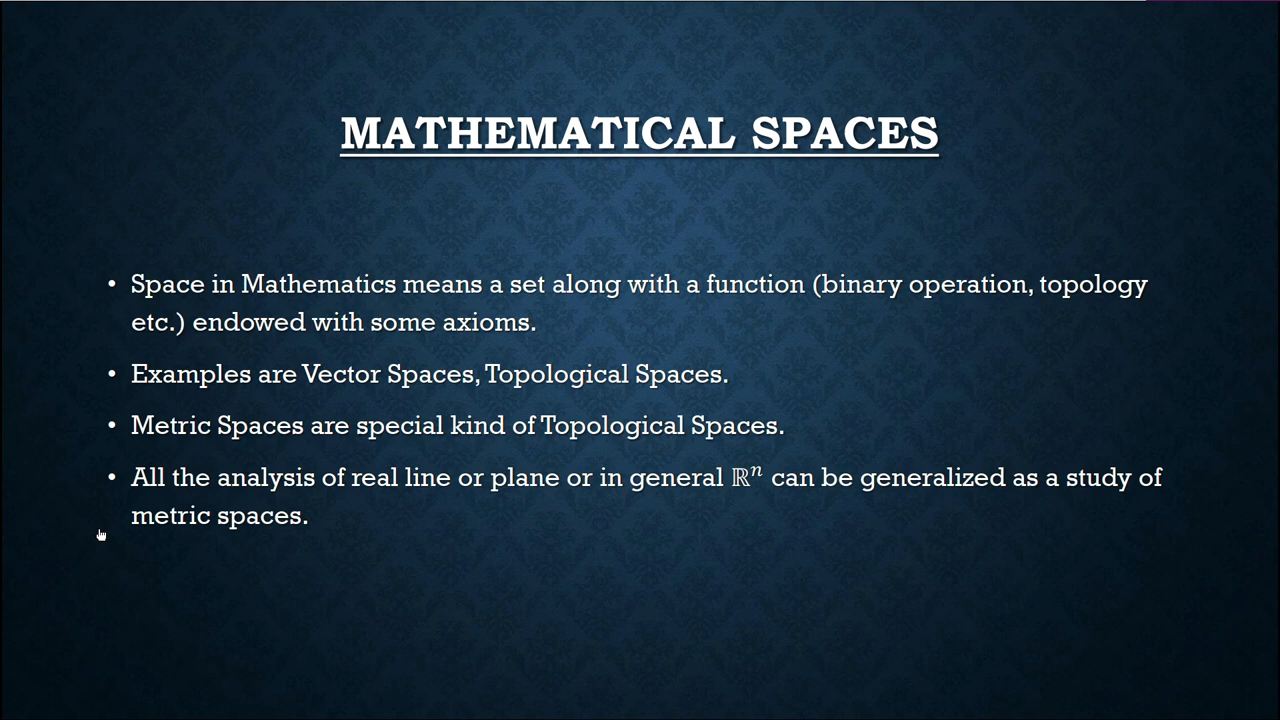 MATHEMATICAL SPACES
• Space in Mathematics means a set along with a function (binary operation, topology
etc.) endowed with some axioms.
• Examples are Vector Spaces, Topological Spaces.
• Metric Spaces are special kind of Topological Spaces.
• All the analysis of real line or plane or in general ℝⁿ can be generalized as a study of
metric spaces.